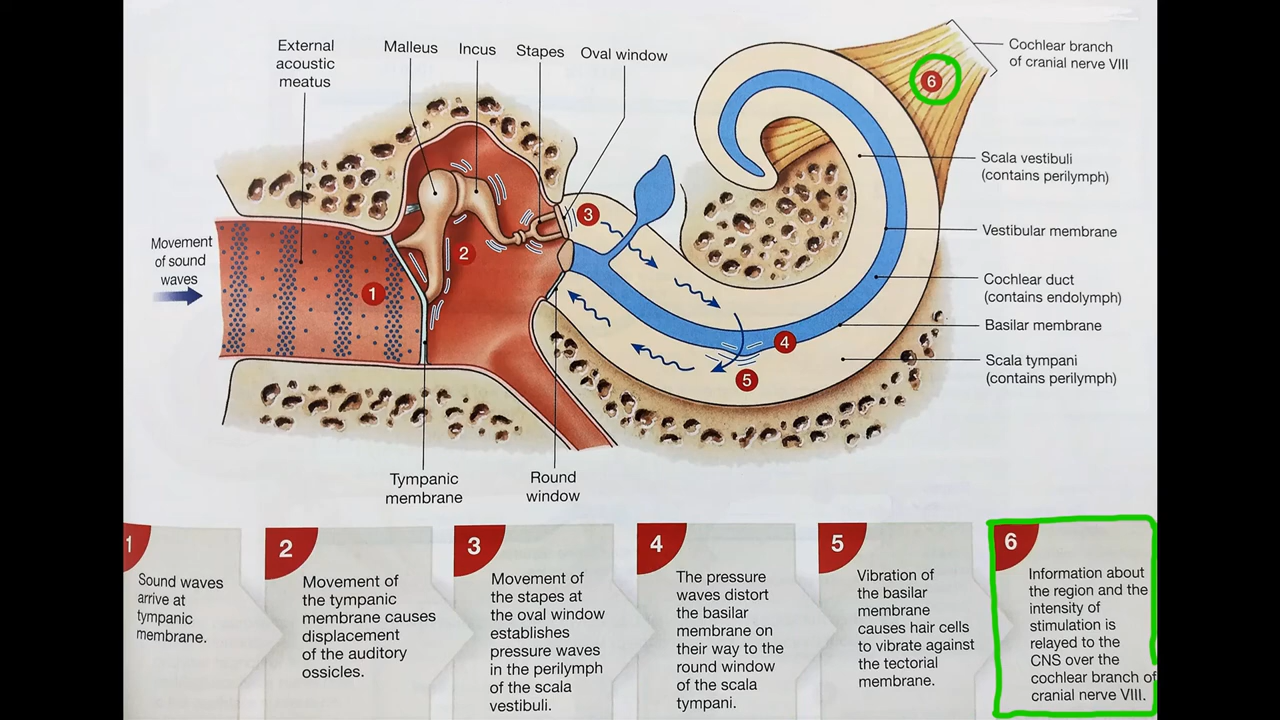 External
acoustic
meatus
Malleus
Incus
Stapes
Oval window
Cochlear branch
of cranial nerve VIII
6
Scala vestibuli
(contains perilymph)
3
Movement
of sound
waves
2
Vestibular membrane
1
Cochlear duct
(contains endolymph)
Basilar membrane
4
Scala tympani
(contains perilymph)
5
Tympanic
membrane
Round
window
1
Sound waves
arrive at
tympanic
membrane.
2
Movement of
the tympanic
membrane causes
displacement
of the auditory
ossicles.
3
Movement of
the stapes at
the oval window
establishes
pressure waves
in the perilymph
of the scala
vestibuli.
4
The pressure
waves distort
the basilar
membrane on
their way to the
round window
of the scala
tympani.
5
Vibration of
the basilar
membrane
causes hair cells
to vibrate against
the tectorial
membrane.
6
Information about
the region and the
intensity of
stimulation is
relayed to the
CNS over the
cochlear branch of
cranial nerve VIII.